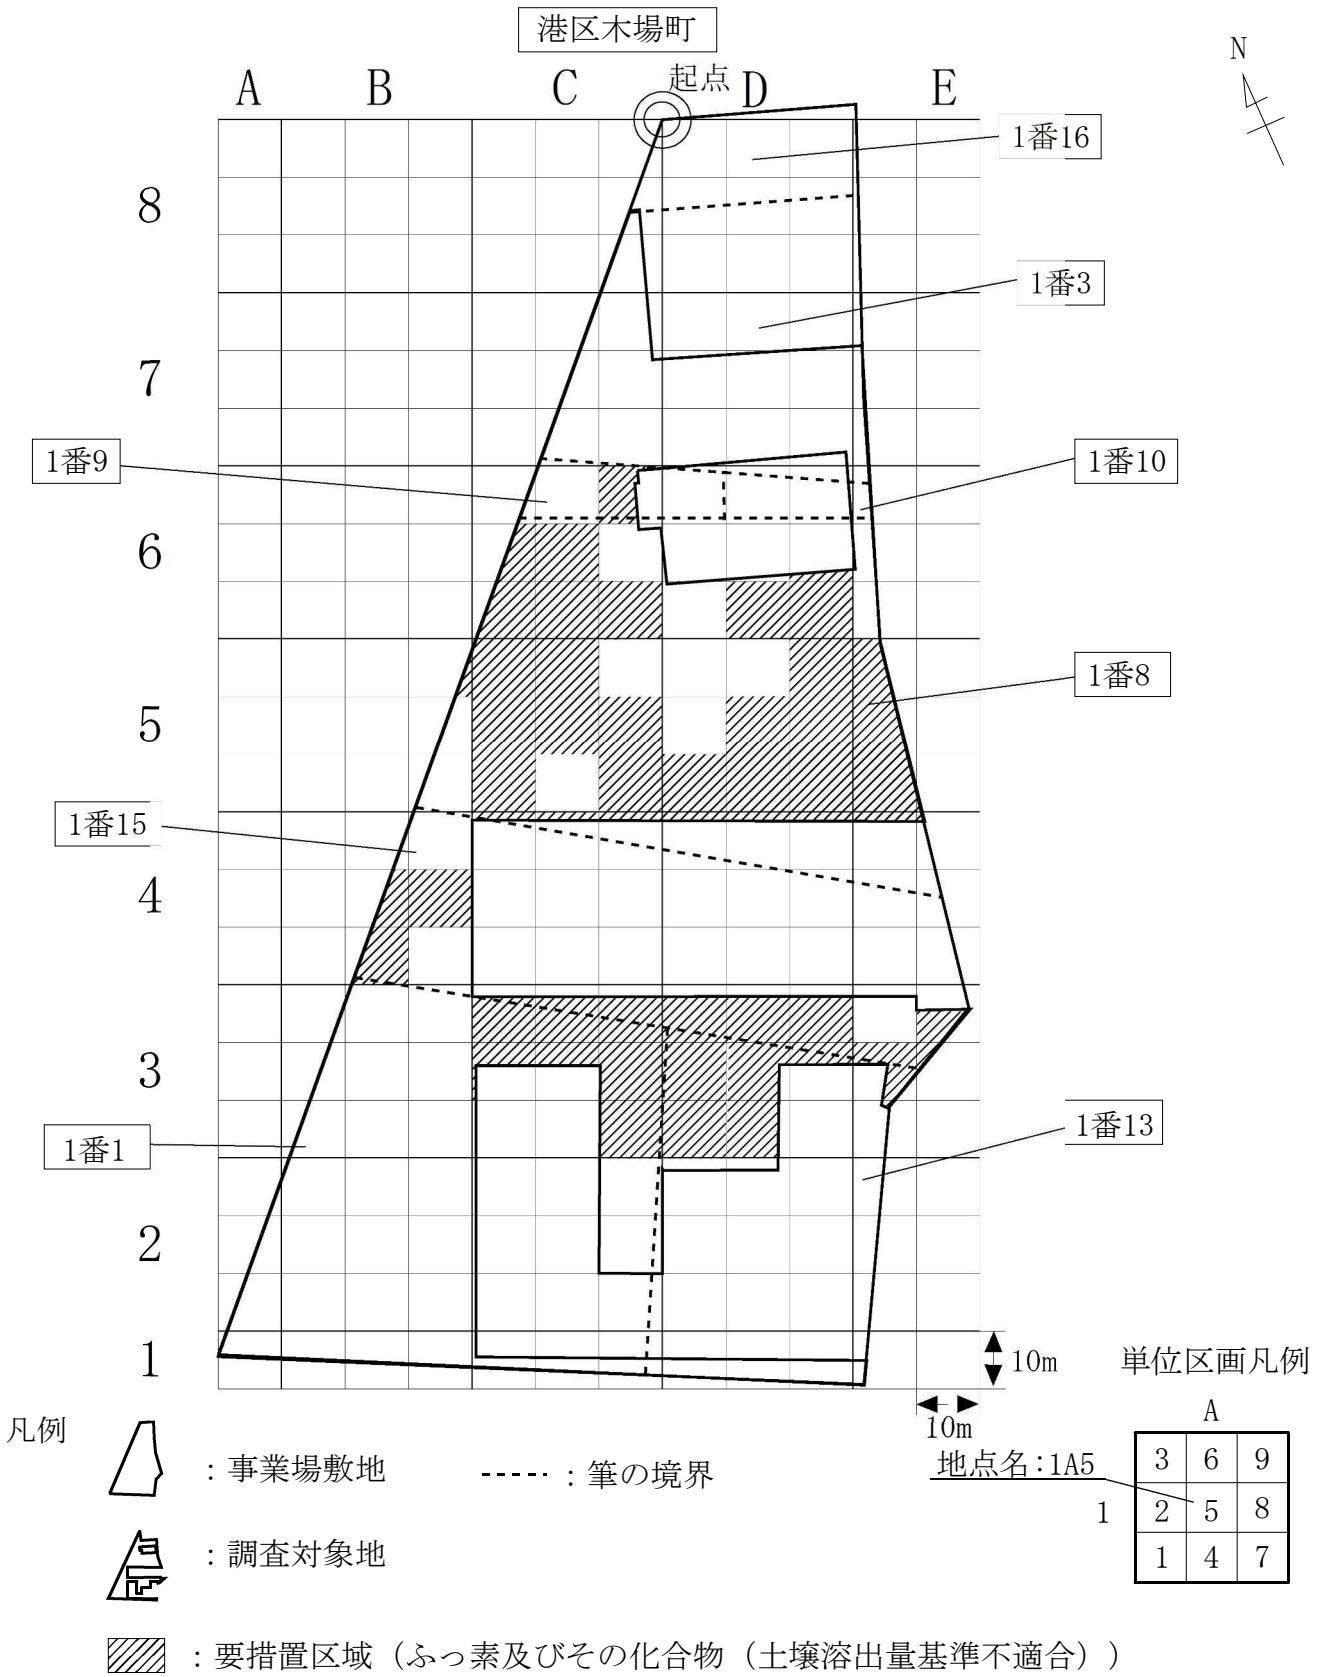 港区木場町
起点
N
A B C D E
1番16
8
1番3
7
1番9
1番10
6
1番8
5
1番15
4
3
1番1
1番13
2
1
10m
10m
単位区画凡例
A
3 6 9
地点名:1A5
1 2 5 8
1 4 7
凡例
:事業場敷地
:筆の境界
:調査対象地
:要措置区域(ふっ素及びその化合物(土壌溶出量基準不適合))